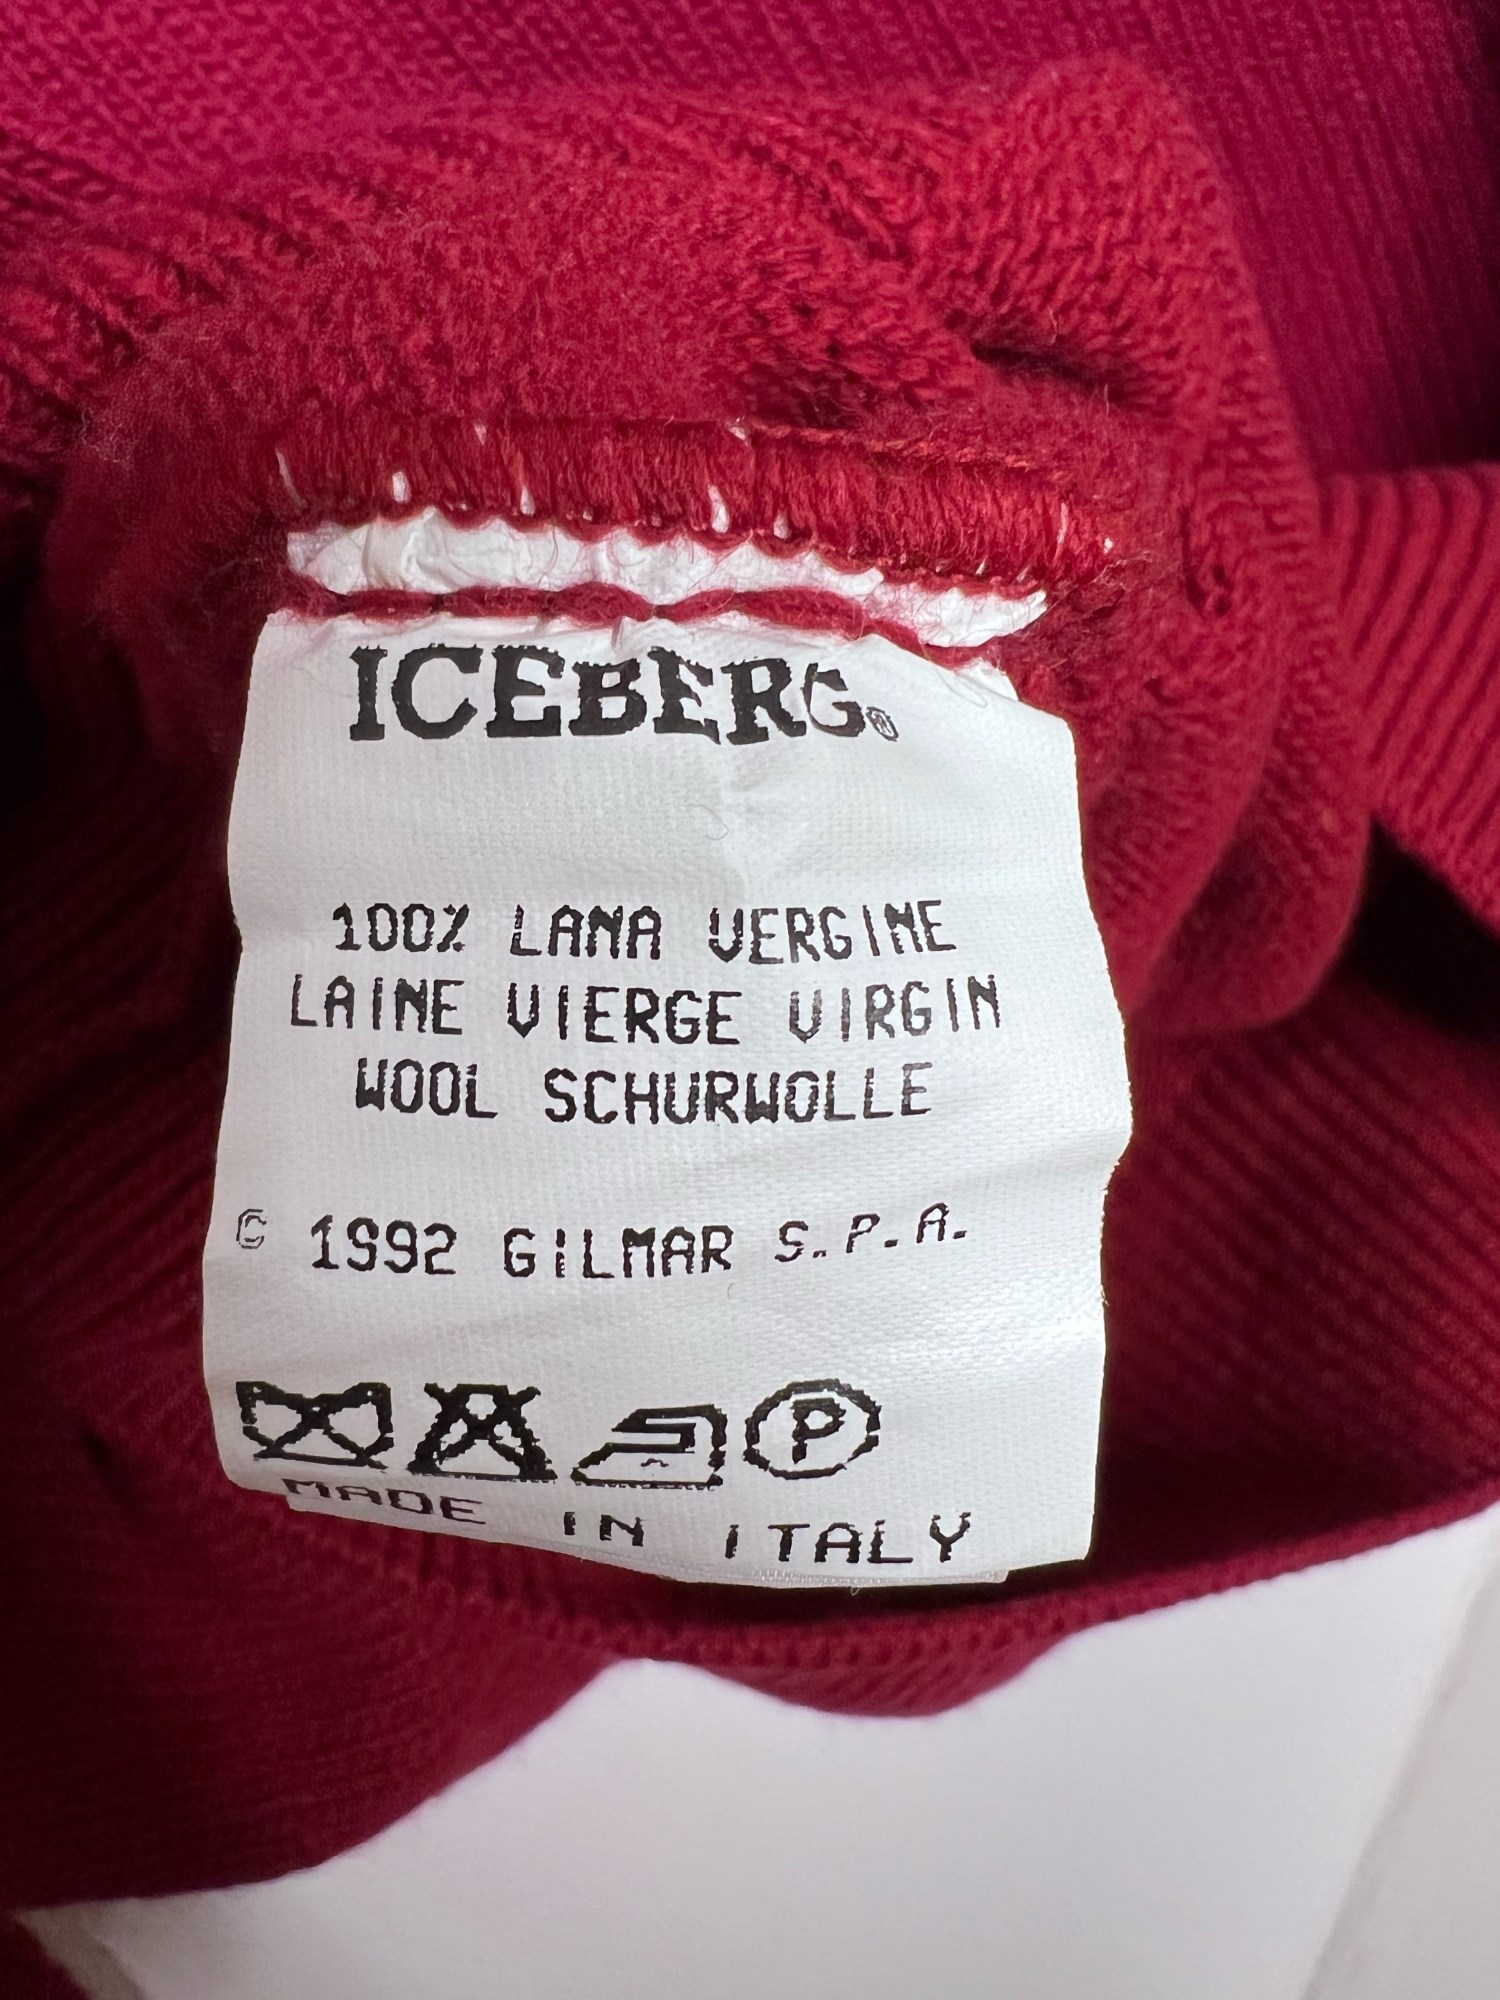 ICEBERG®
100% LANA VERGINE
LAINE VIERGE VIRGIN
WOOL SCHURWOLLE
© 1992 GILMAR S.P.A.
P
MADE IN ITALY